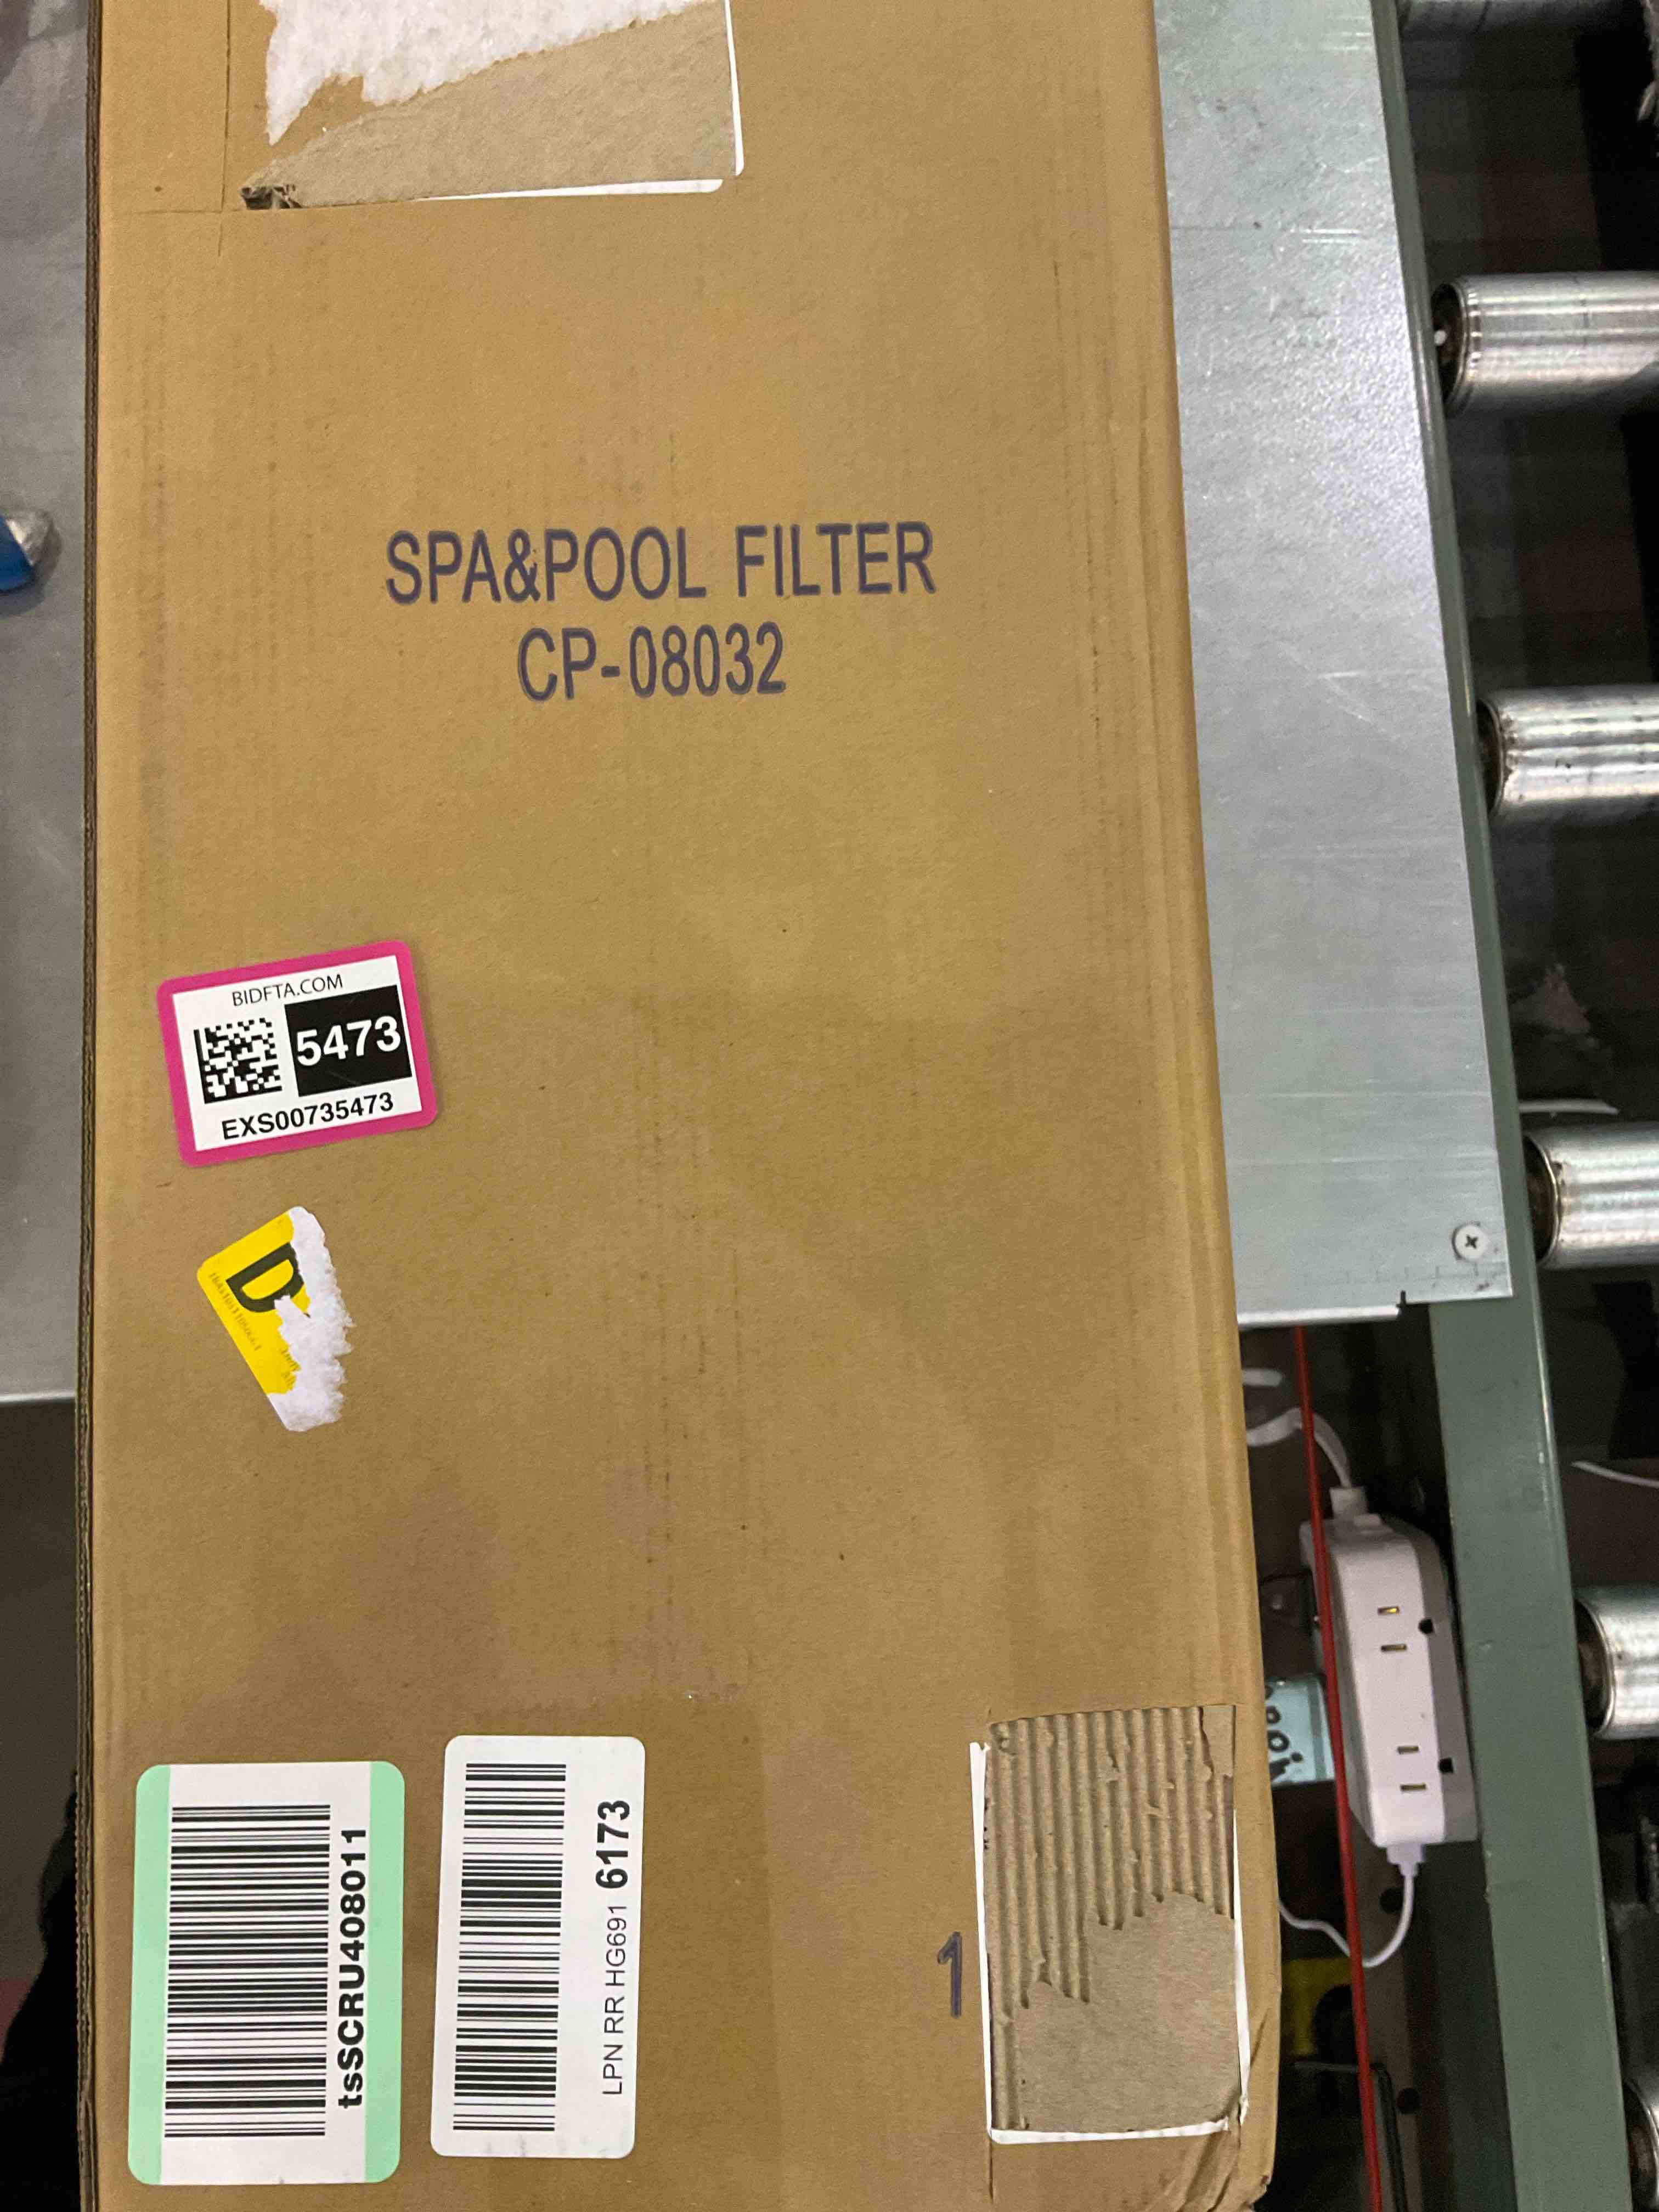 SPA&POOL FILTER
CP-08032
BIDFTA.COM
5473
EXS00735473
D
tsSCRU408011
LPN RR HG691 6173
1